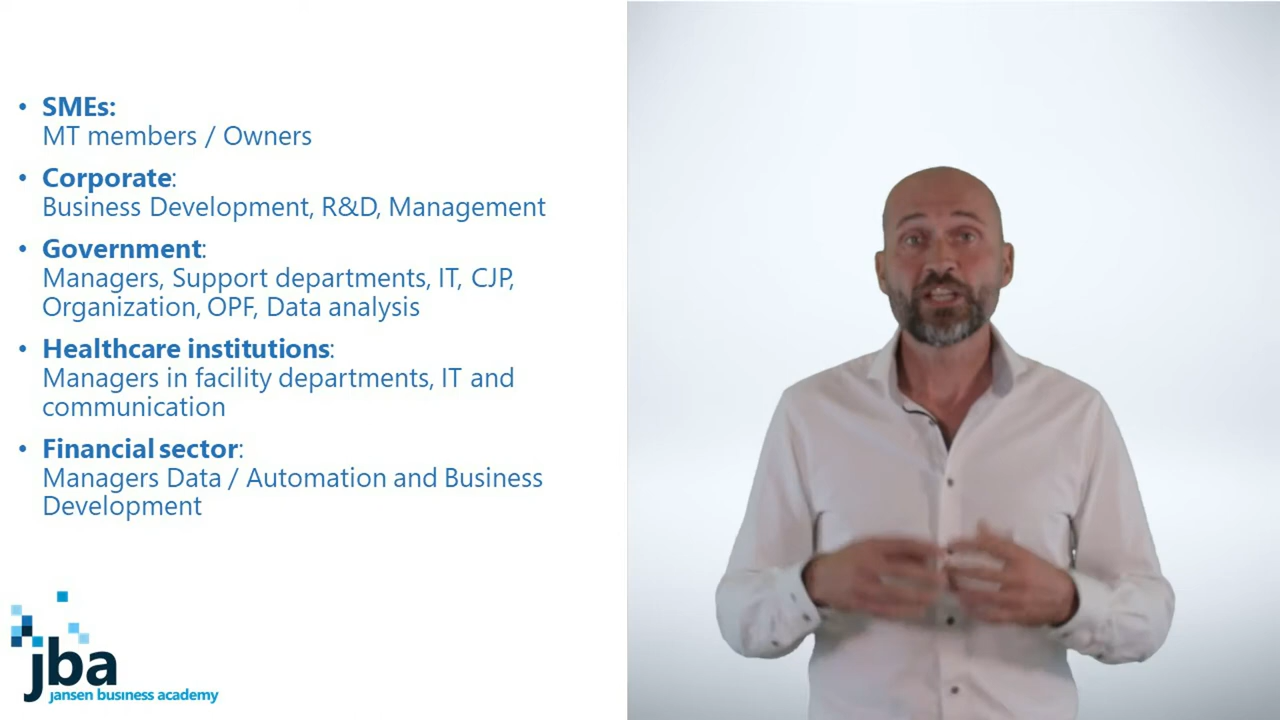 • SMEs:
MT members / Owners
• Corporate:
Business Development, R&D, Management
• Government:
Managers, Support departments, IT, CJP,
Organization, OPF, Data analysis
• Healthcare institutions:
Managers in facility departments, IT and
communication
• Financial sector:
Managers Data / Automation and Business
Development
jba
jansen business academy